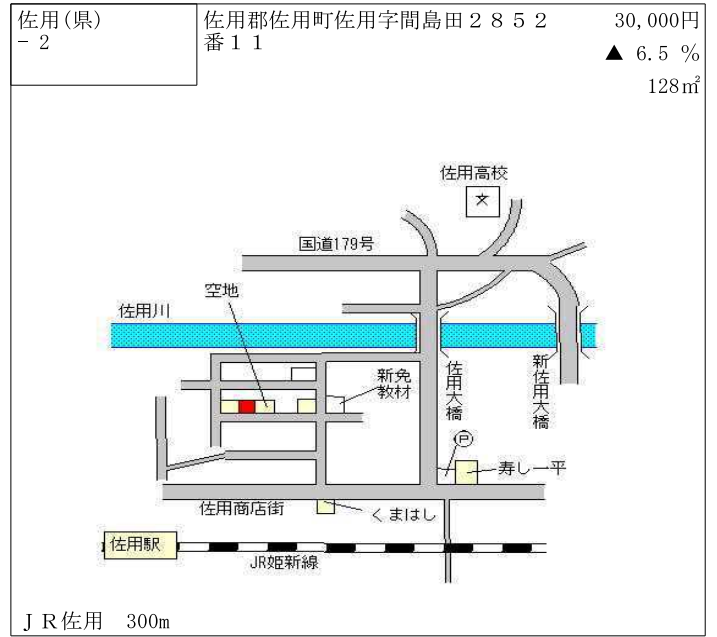 佐用(県)
－２
佐用郡佐用町佐用字間島田２８５２
番１１
30,000円
▲ 6.5 %
128㎡
佐用高校
文
国道179号
空地
佐用川
新免
教材
佐用大橋
新佐用大橋
P
寿し一平
佐用商店街
くまはし
佐用駅
JR姫新線
ＪＲ佐用　300m